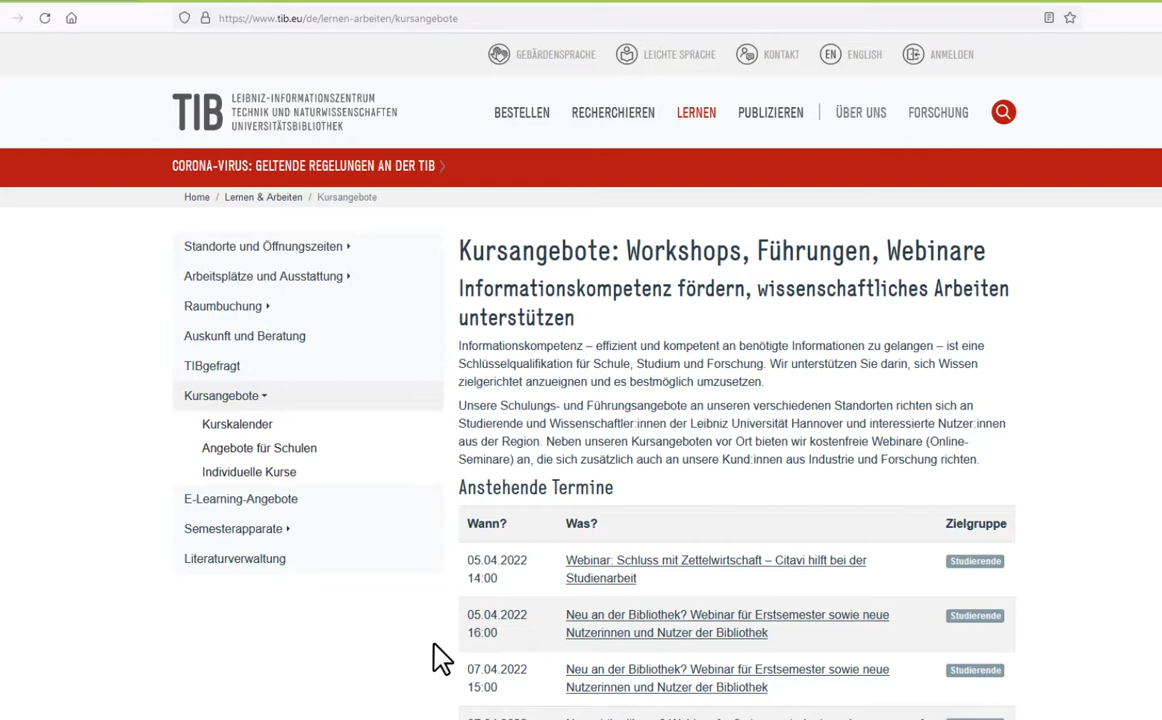 https://www.tib.eu/de/lernen-arbeiten/kursangebote
GEBÄRDENSPRACHE
LEICHTE SPRACHE
KONTAKT
EN ENGLISH
ANMELDEN
TIB
LEIBNIZ-INFORMATIONSZENTRUM
TECHNIK UND NATURWISSENSCHAFTEN
UNIVERSITÄTSBIBLIOTHEK
BESTELLEN
RECHERCHIEREN
LERNEN
PUBLIZIEREN
ÜBER UNS
FORSCHUNG
CORONA-VIRUS: GELTENDE REGELUNGEN AN DER TIB
Home / Lernen & Arbeiten / Kursangebote
Standorte und Öffnungszeiten
Arbeitsplätze und Ausstattung
Raumbuchung
Auskunft und Beratung
TIBgefragt
Kursangebote
Kurskalender
Angebote für Schulen
Individuelle Kurse
E-Learning-Angebote
Semesterapparate
Literaturverwaltung
Kursangebote: Workshops, Führungen, Webinare
Informationskompetenz fördern, wissenschaftliches Arbeiten
unterstützen
Informationskompetenz – effizient und kompetent an benötigte Informationen zu gelangen – ist eine
Schlüsselqualifikation für Schule, Studium und Forschung. Wir unterstützen Sie darin, sich Wissen
zielgerichtet anzueignen und es bestmöglich umzusetzen.
Unsere Schulungs- und Führungsangebote an unseren verschiedenen Standorten richten sich an
Studierende und Wissenschaftler:innen der Leibniz Universität Hannover und interessierte Nutzer:innen
aus der Region. Neben unseren Kursangeboten vor Ort bieten wir kostenfreie Webinare (Online-
Seminare) an, die sich zusätzlich auch an unsere Kund:innen aus Industrie und Forschung richten.
Anstehende Termine
Wann? Was? Zielgruppe
05.04.2022 Webinar: Schluss mit Zettelwirtschaft – Citavi hilft bei der Studierende
14:00 Studienarbeit
05.04.2022 Neu an der Bibliothek? Webinar für Erstsemester sowie neue Studierende
16:00 Nutzerinnen und Nutzer der Bibliothek
07.04.2022 Neu an der Bibliothek? Webinar für Erstsemester sowie neue Studierende
15:00 Nutzerinnen und Nutzer der Bibliothek